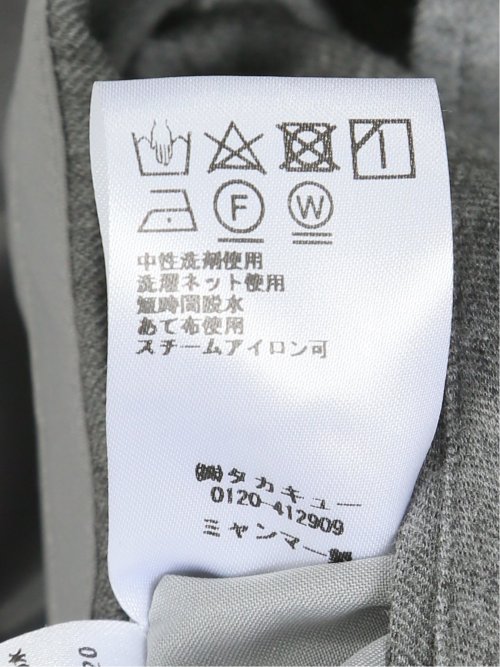 F W
中性洗剤使用
洗濯ネット使用
短時間脱水
あて布使用
スチームアイロン可
㈱タカキュー
0120-412909
ミャンマー製